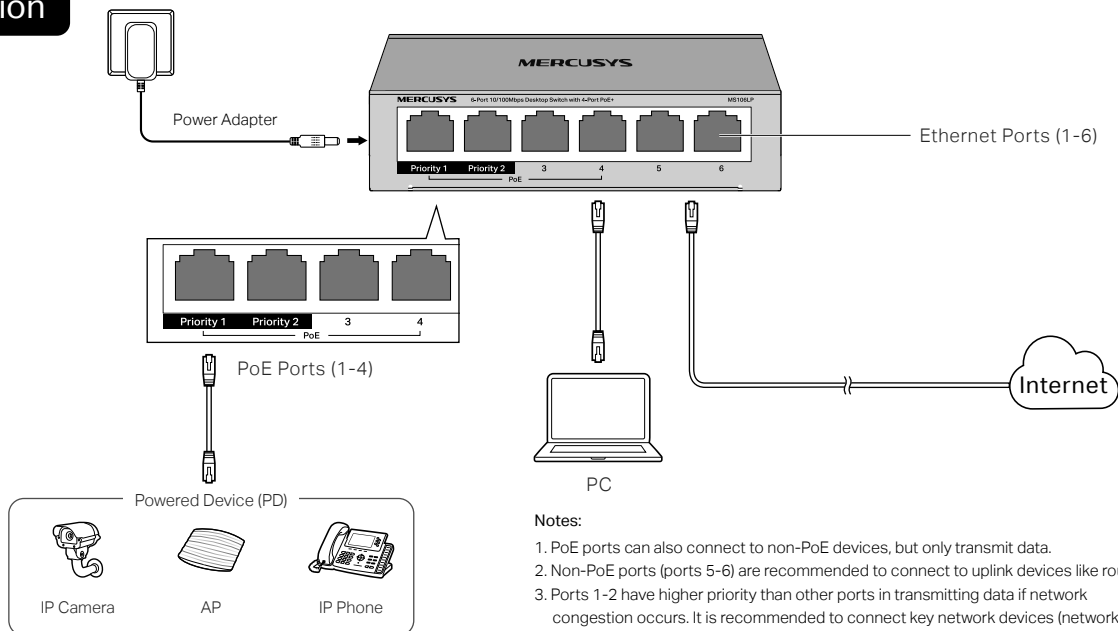 ion
MERCUSYS
MERCUSYS 6-Port 10/100Mbps Desktop Switch with 4-Port PoE+ MS106LP
Power Adapter
Ethernet Ports (1-6)
Priority 1 Priority 2 3 4 5 6
PoE
Priority 1 Priority 2 3 4
PoE
PoE Ports (1-4)
Internet
PC
Powered Device (PD)
IP Camera AP IP Phone
Notes:
1. PoE ports can also connect to non-PoE devices, but only transmit data.
2. Non-PoE ports (ports 5-6) are recommended to connect to uplink devices like rou
3. Ports 1-2 have higher priority than other ports in transmitting data if network
congestion occurs. It is recommended to connect key network devices (network